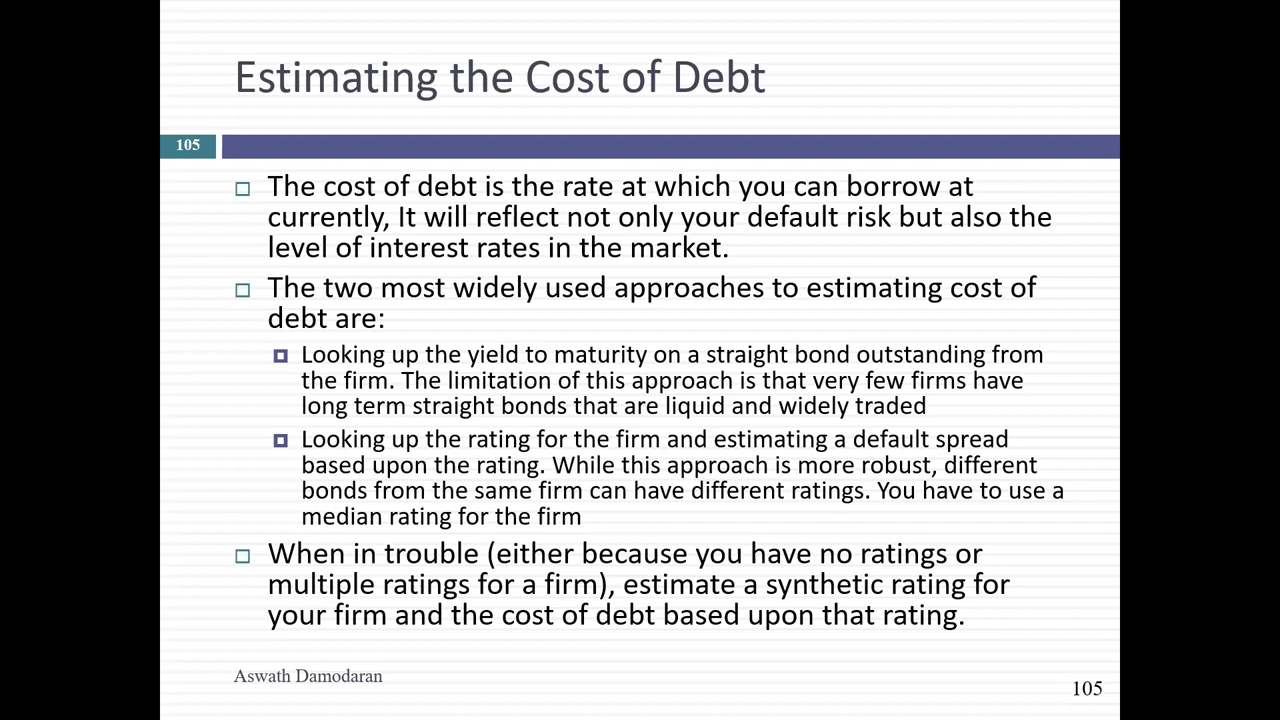 Estimating the Cost of Debt
105
The cost of debt is the rate at which you can borrow at
currently, It will reflect not only your default risk but also the
level of interest rates in the market.
The two most widely used approaches to estimating cost of
debt are:
Looking up the yield to maturity on a straight bond outstanding from
the firm. The limitation of this approach is that very few firms have
long term straight bonds that are liquid and widely traded
Looking up the rating for the firm and estimating a default spread
based upon the rating. While this approach is more robust, different
bonds from the same firm can have different ratings. You have to use a
median rating for the firm
When in trouble (either because you have no ratings or
multiple ratings for a firm), estimate a synthetic rating for
your firm and the cost of debt based upon that rating.
Aswath Damodaran
105